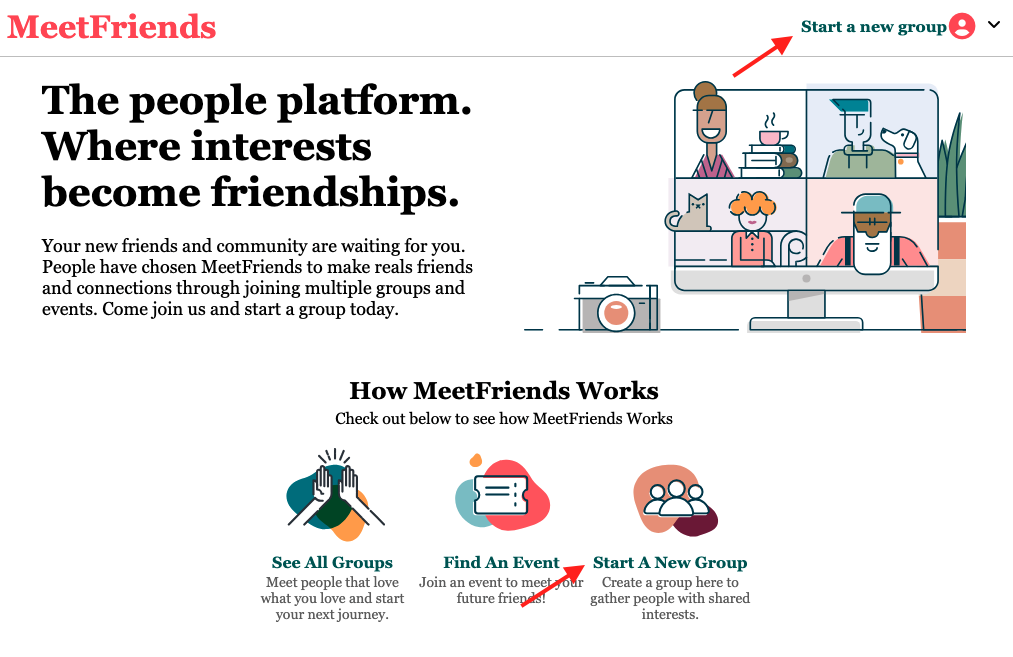 MeetFriends
Start a new group
The people platform.
Where interests
become friendships.
Your new friends and community are waiting for you.
People have chosen MeetFriends to make reals friends
and connections through joining multiple groups and
events. Come join us and start a group today.
How MeetFriends Works
Check out below to see how MeetFriends Works
See All Groups
Meet people that love
what you love and start
your next journey.
Find An Event
Join an event to meet your
future friends!
Start A New Group
Create a group here to
gather people with shared
interests.